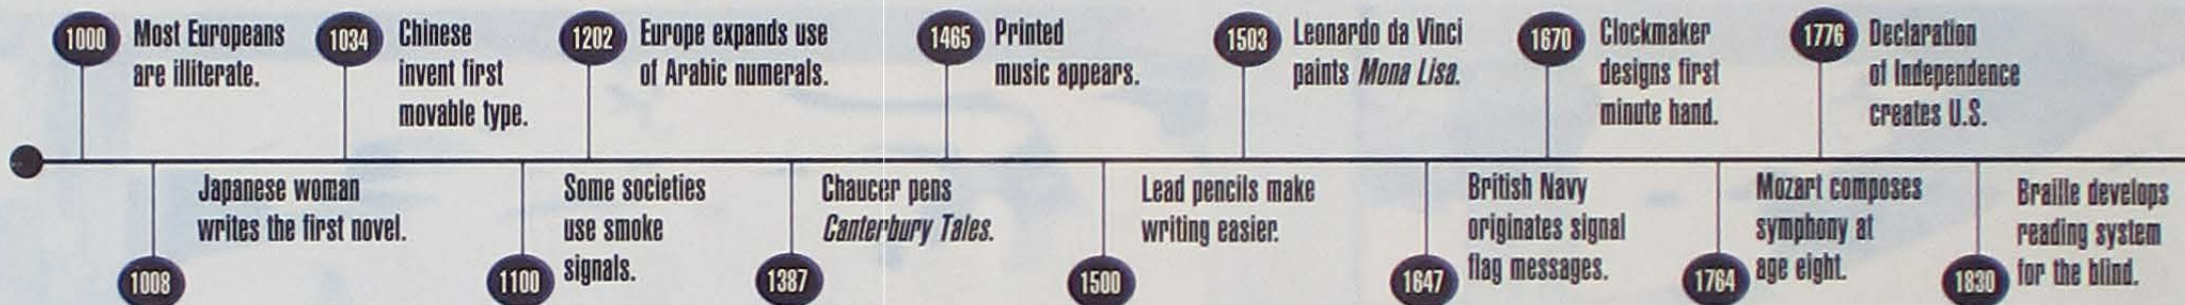 1000
Most Europeans
are illiterate.
1008
Japanese woman
writes the first novel.
1034
Chinese
invent first
movable type.
1100
Some societies
use smoke
signals.
1202
Europe expands use
of Arabic numerals.
1387
Chaucer pens
Canterbury Tales.
1465
Printed
music appears.
1500
Lead pencils make
writing easier.
1503
Leonardo da Vinci
paints Mona Lisa.
1647
British Navy
originates signal
flag messages.
1670
Clockmaker
designs first
minute hand.
1764
Mozart composes
symphony at
age eight.
1776
Declaration
of Independence
creates U.S.
1830
Braille develops
reading system
for the blind.